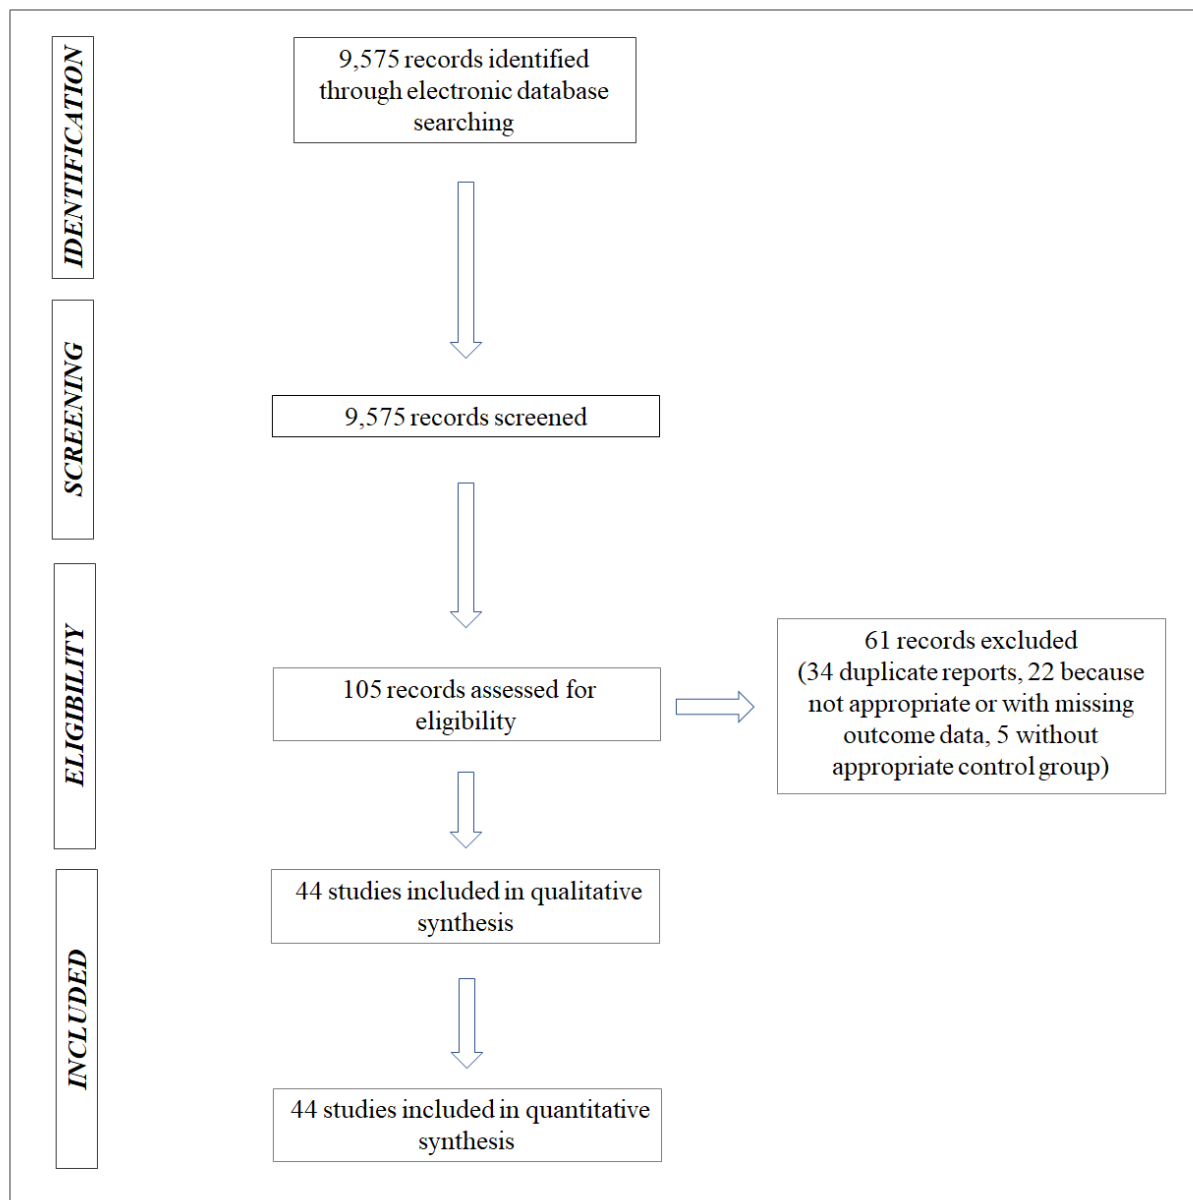 IDENTIFICATION
9,575 records identified
through electronic database
searching
SCREENING
9,575 records screened
ELIGIBILITY
105 records assessed for
eligibility
61 records excluded
(34 duplicate reports, 22 because
not appropriate or with missing
outcome data, 5 without
appropriate control group)
INCLUDED
44 studies included in qualitative
synthesis
44 studies included in quantitative
synthesis